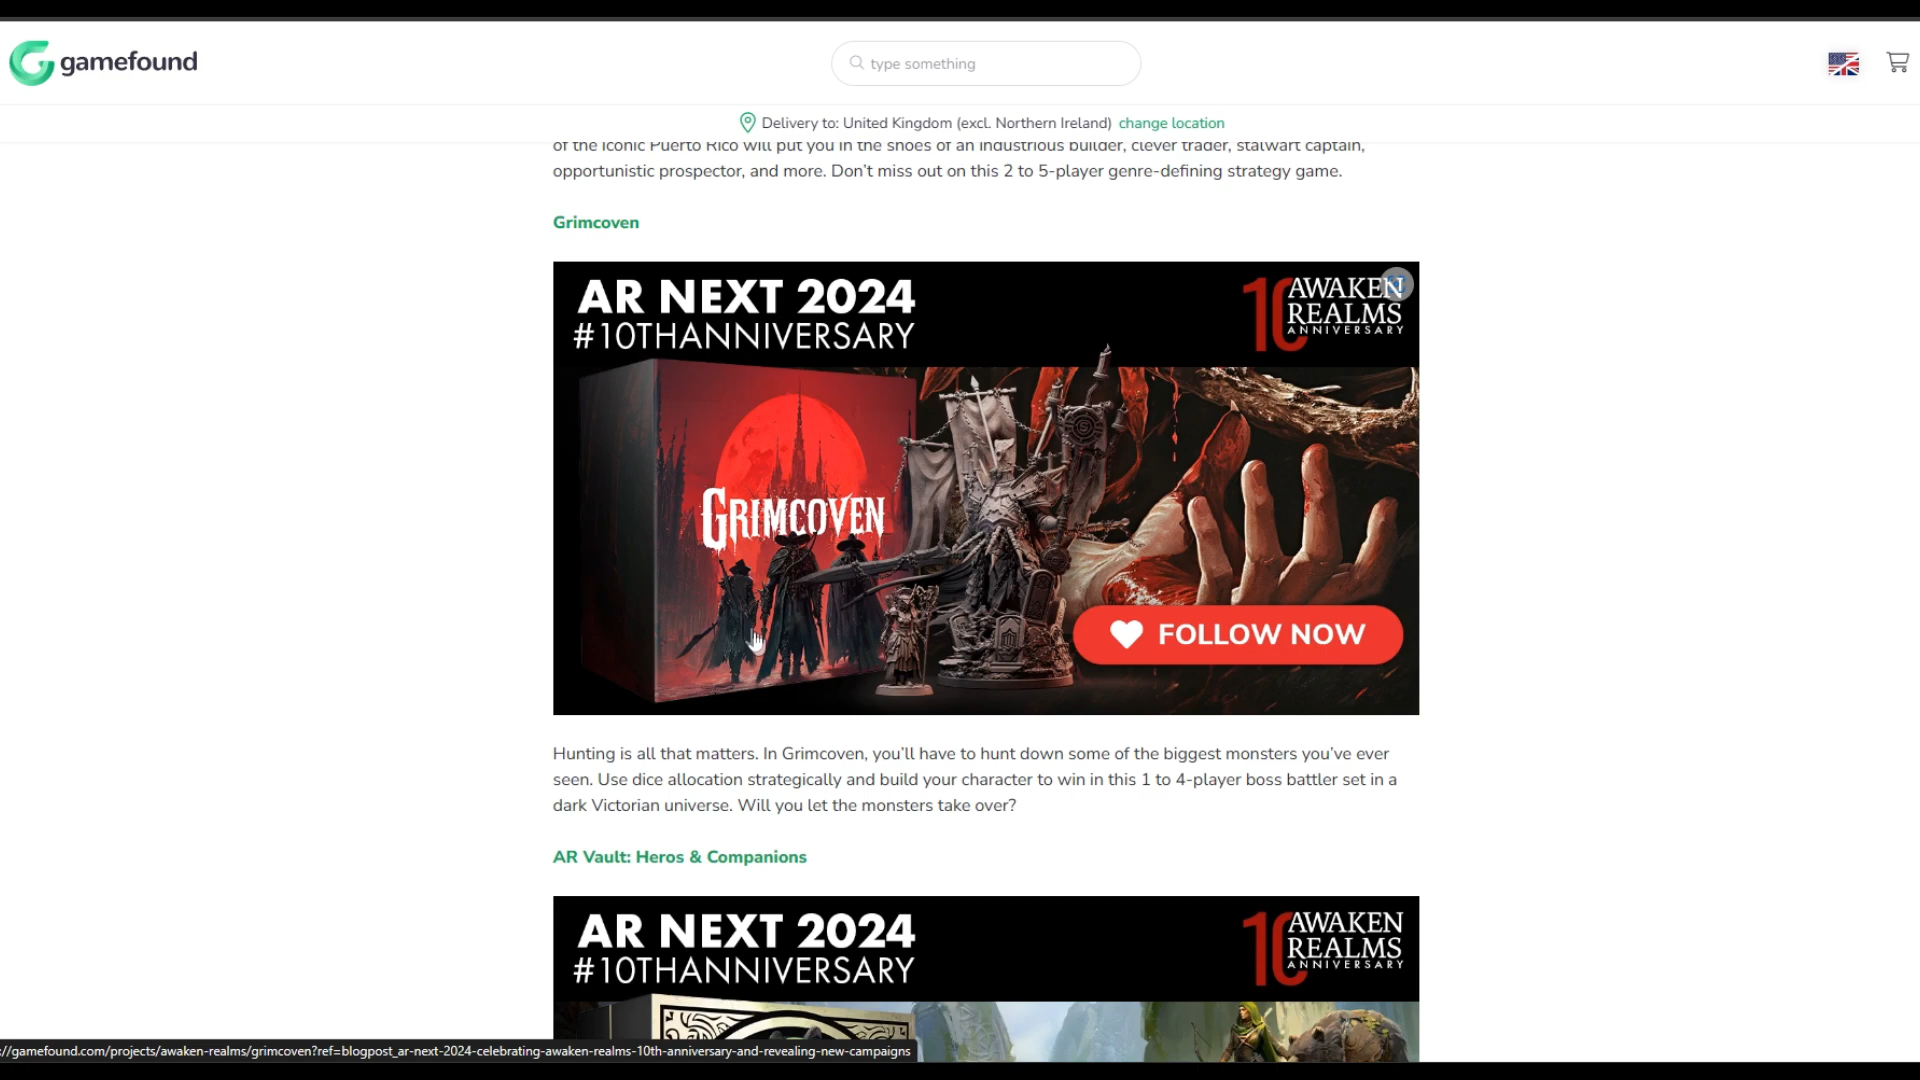 gamefound
type something
Delivery to: United Kingdom (excl. Northern Ireland) change location
of the iconic Puerto Rico will put you in the shoes of an industrious builder, clever trader, stalwart captain,
opportunistic prospector, and more. Don’t miss out on this 2 to 5-player genre-defining strategy game.
Grimcoven
AR NEXT 2024
#10THANNIVERSARY
10 AWAKEN
REALMS
ANNIVERSARY
GRIMCOVEN
FOLLOW NOW
Hunting is all that matters. In Grimcoven, you’ll have to hunt down some of the biggest monsters you’ve ever
seen. Use dice allocation strategically and build your character to win in this 1 to 4-player boss battler set in a
dark Victorian universe. Will you let the monsters take over?
AR Vault: Heros & Companions
AR NEXT 2024
#10THANNIVERSARY
10 AWAKEN
REALMS
ANNIVERSARY
://gamefound.com/projects/awaken-realms/grimcoven?ref=blogpost_ar-next-2024-celebrating-awaken-realms-10th-anniversary-and-revealing-new-campaigns